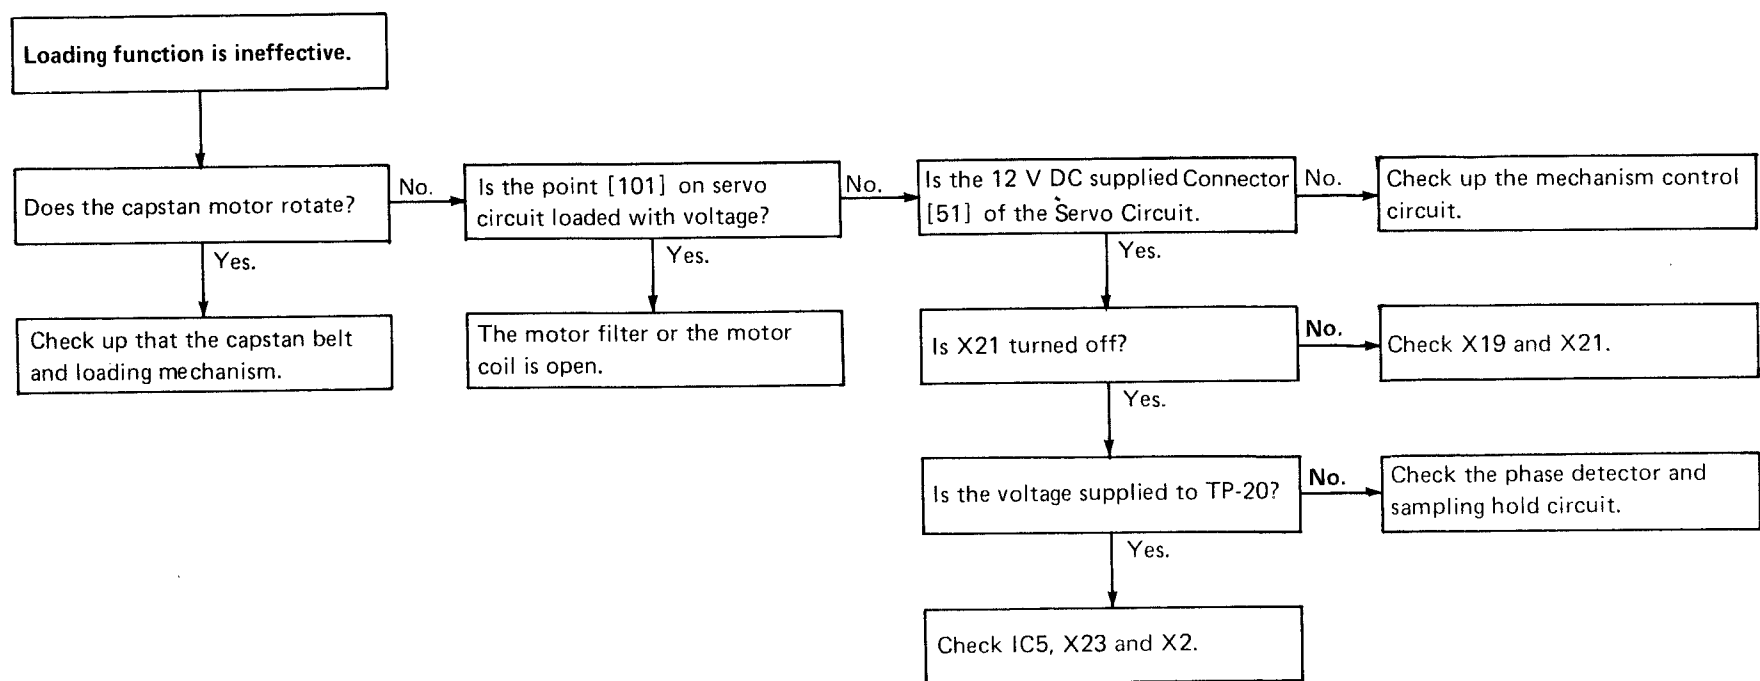 Loading function is ineffective.
Does the capstan motor rotate?
No.
Is the point [101] on servo
circuit loaded with voltage?
No.
Is the 12 V DC supplied Connector
[51] of the Servo Circuit.
No.
Check up the mechanism control
circuit.
Yes.
Yes.
Yes.
Check up that the capstan belt
and loading mechanism.
The motor filter or the motor
coil is open.
Is X21 turned off?
No.
Check X19 and X21.
Yes.
Is the voltage supplied to TP-20?
No.
Check the phase detector and
sampling hold circuit.
Yes.
Check IC5, X23 and X2.